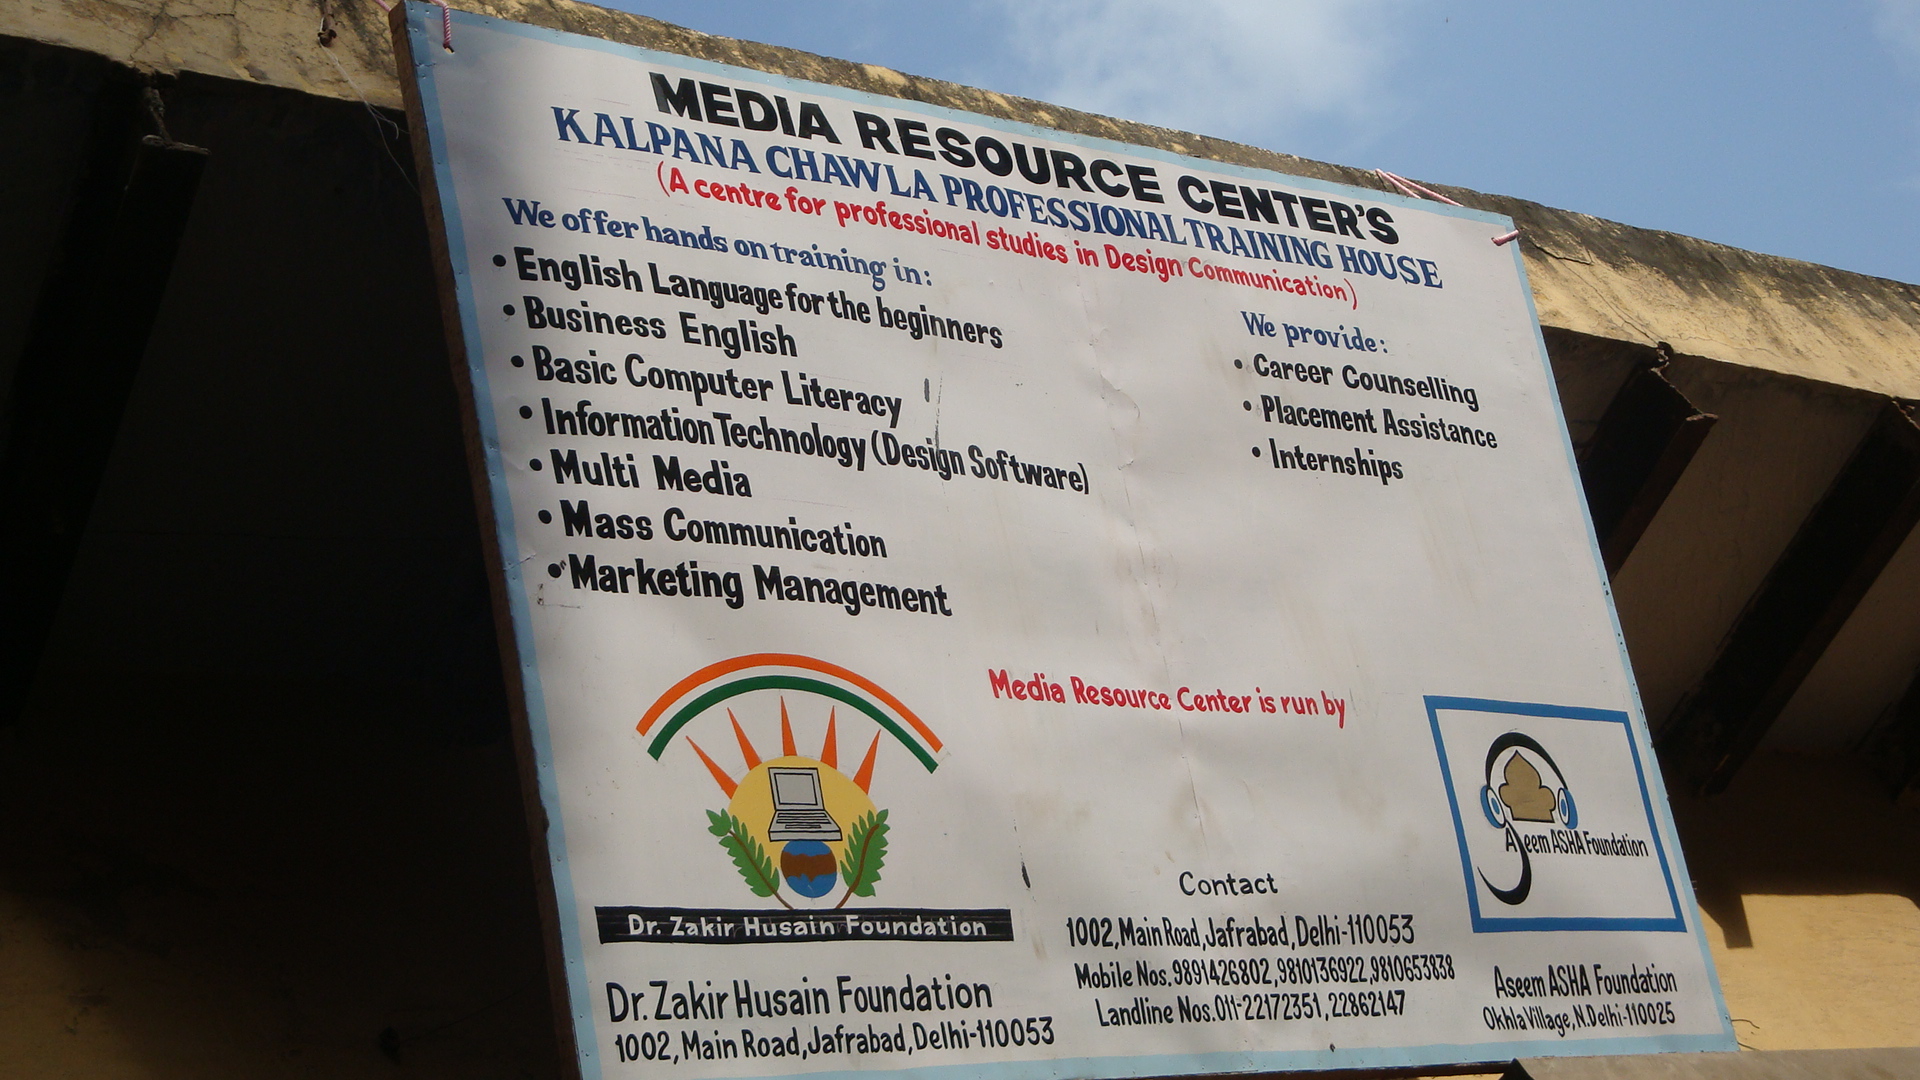 MEDIA RESOURCE CENTER'S
KALPANA CHAWLA PROFESSIONAL TRAINING HOUSE
(A centre for professional studies in Design Communication)
We offer hands on training in:
• English Language for the beginners
• Business English
• Basic Computer Literacy
• Information Technology (Design Software)
• Multi Media
• Mass Communication
• Marketing Management
We provide:
• Career Counselling
• Placement Assistance
• Internships
Media Resource Center is run by
Dr. Zakir Husain Foundation
Dr. Zakir Husain Foundation
1002, Main Road, Jafrabad, Delhi-110053
Contact
1002, Main Road, Jafrabad, Delhi-110053
Mobile Nos. 9891426802, 9810136922, 9810653838
Landline Nos. 011-22172351, 22862147
Aseem ASHA Foundation
Aseem ASHA Foundation
Okhla Village, N. Delhi-110025